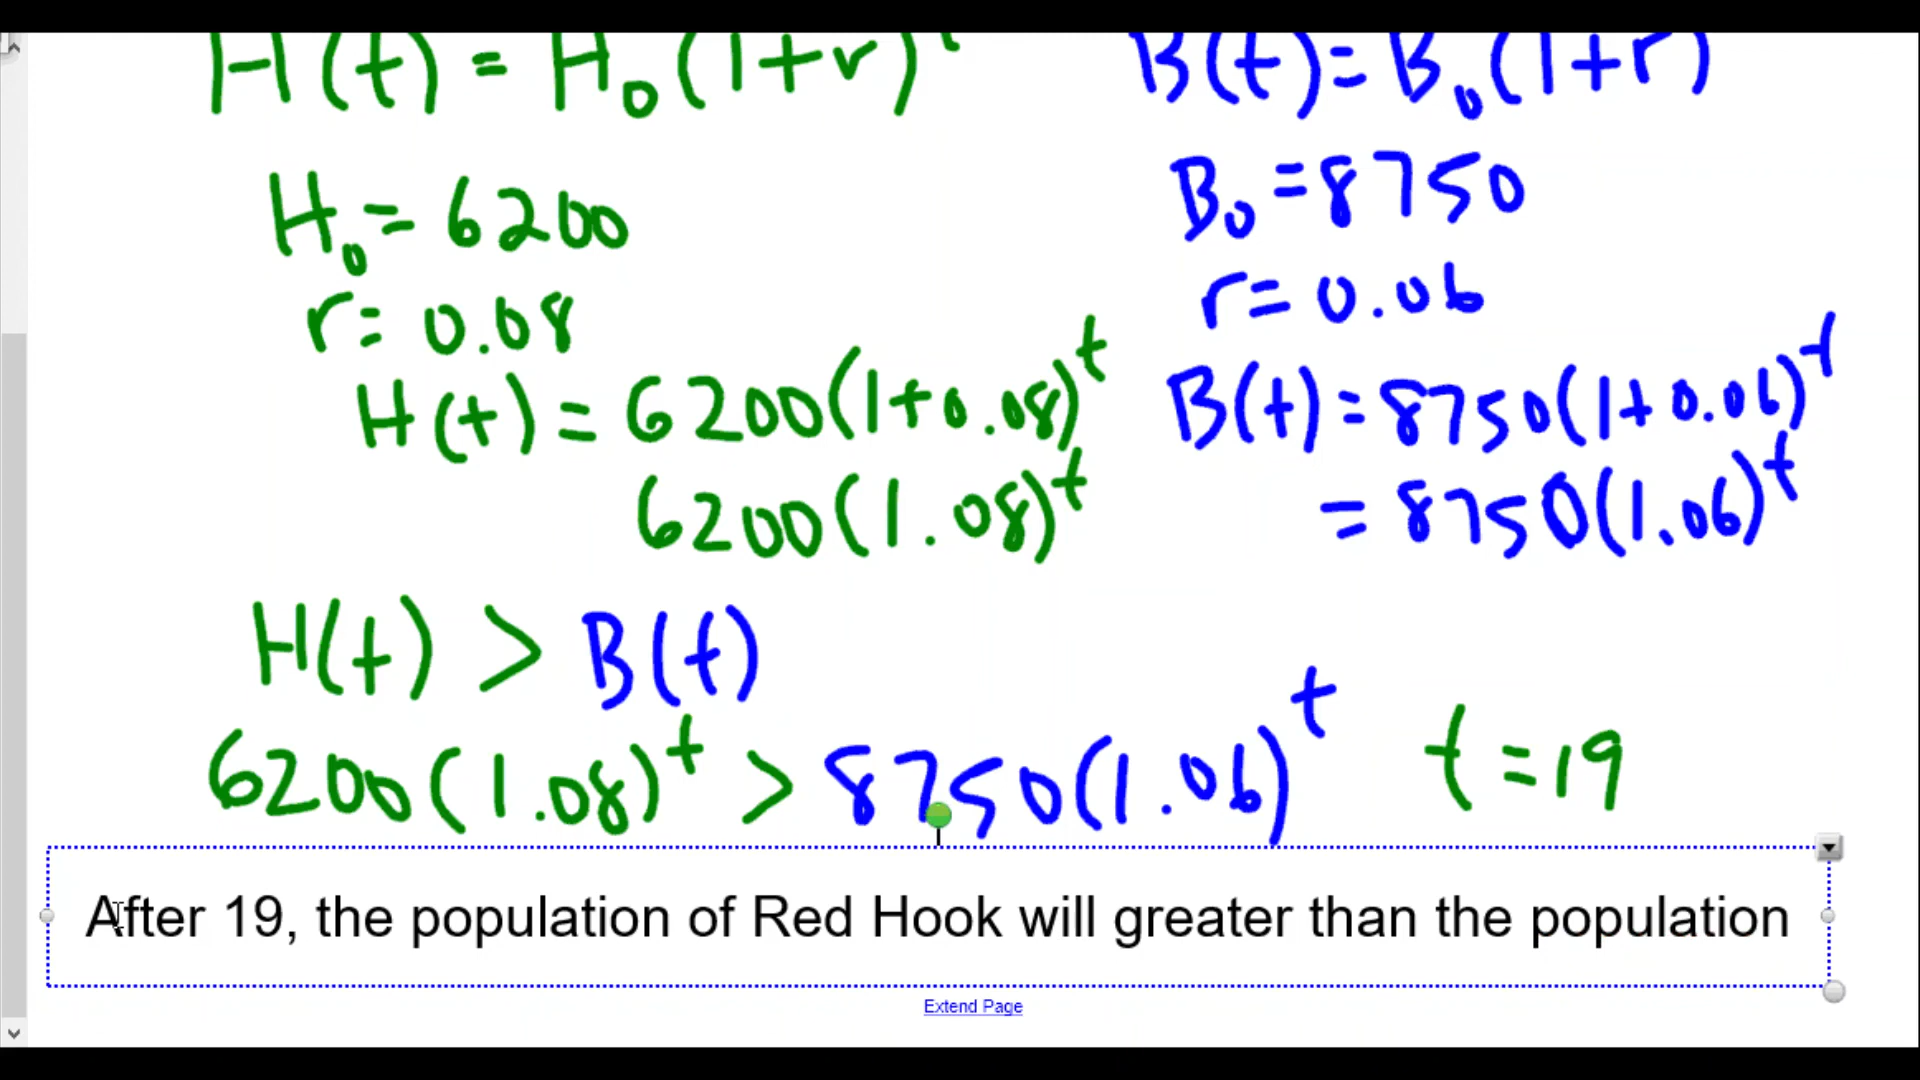 H(t) = H₀(1+r)ᵗ
B(t)=B₀(1+r)
H₀ = 6200
B₀ = 8750
r = 0.08
r = 0.06
H(t) = 6200(1+0.08)ᵗ
B(t) = 8750(1+0.06)ᵗ
6200(1.08)ᵗ
= 8750(1.06)ᵗ
H(t) > B(t)
6200(1.08)ᵗ > 8750(1.06)ᵗ
t = 19
After 19, the population of Red Hook will greater than the population
Extend Page